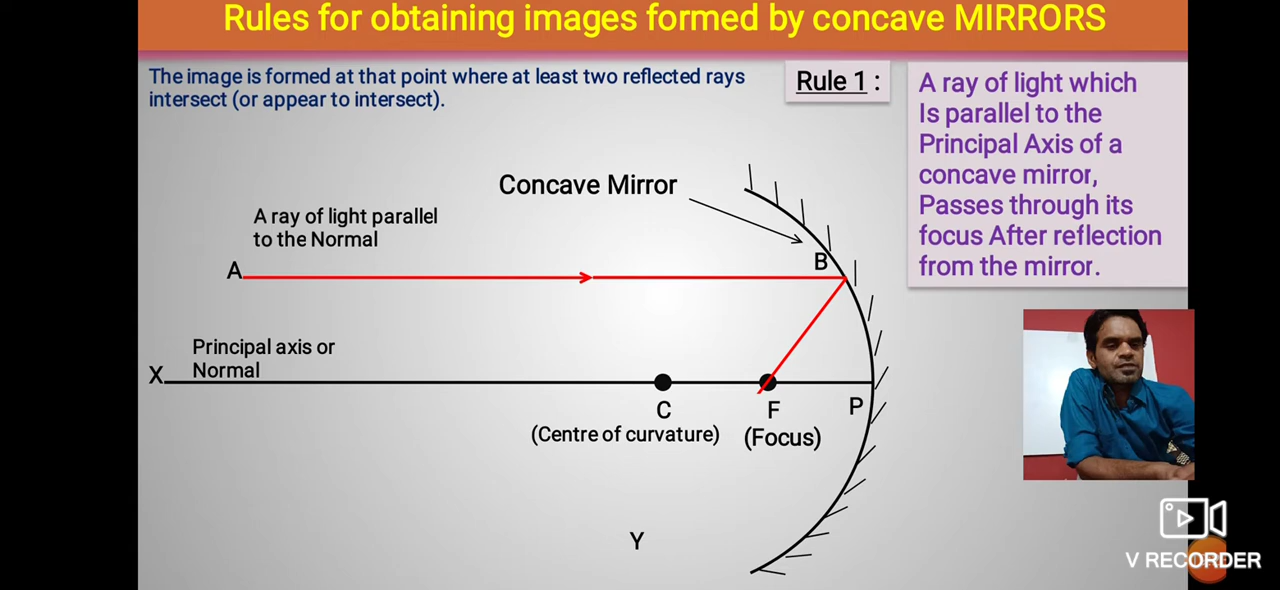 Rules for obtaining images formed by concave MIRRORS
The image is formed at that point where at least two reflected rays
intersect (or appear to intersect).
Rule 1 :
A ray of light which
Is parallel to the
Principal Axis of a
concave mirror,
Passes through its
focus After reflection
from the mirror.
Concave Mirror
A ray of light parallel
to the Normal
A
B
Principal axis or
Normal
X
C
F
P
(Centre of curvature)
(Focus)
Y
V RECORDER